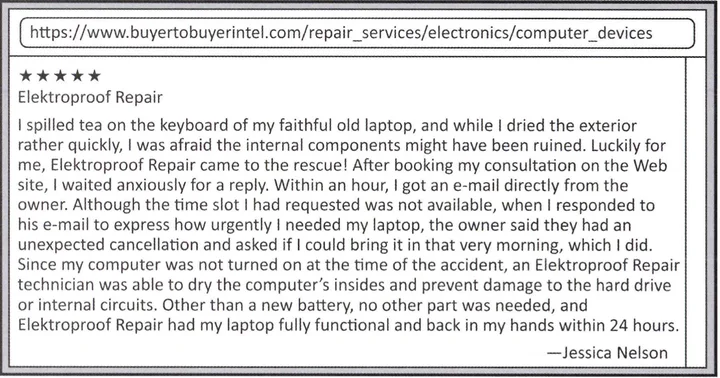 https://www.buyertobuyerintel.com/repair_services/electronics/computer_devices
★★★★★
Elektroproof Repair
I spilled tea on the keyboard of my faithful old laptop, and while I dried the exterior
rather quickly, I was afraid the internal components might have been ruined. Luckily for
me, Elektroproof Repair came to the rescue! After booking my consultation on the Web
site, I waited anxiously for a reply. Within an hour, I got an e-mail directly from the
owner. Although the time slot I had requested was not available, when I responded to
his e-mail to express how urgently I needed my laptop, the owner said they had an
unexpected cancellation and asked if I could bring it in that very morning, which I did.
Since my computer was not turned on at the time of the accident, an Elektroproof Repair
technician was able to dry the computer's insides and prevent damage to the hard drive
or internal circuits. Other than a new battery, no other part was needed, and
Elektroproof Repair had my laptop fully functional and back in my hands within 24 hours.
—Jessica Nelson